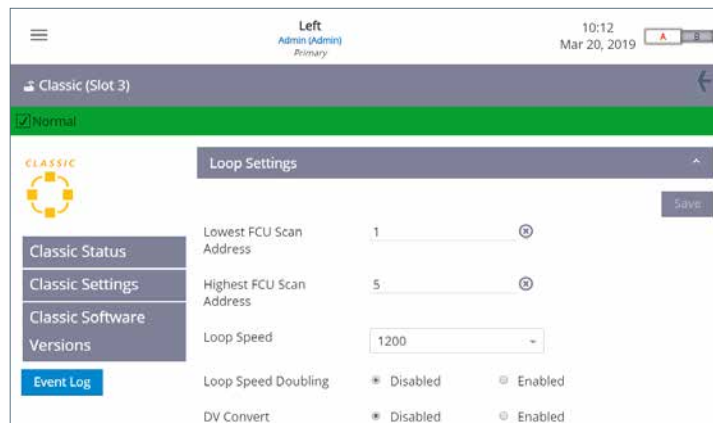 Left
Admin (Admin)
Primary
10:12
Mar 20, 2019
A
B
Classic (Slot 3)
Normal
CLASSIC
Classic Status
Classic Settings
Classic Software
Versions
Event Log
Loop Settings
Save
Lowest FCU Scan
Address
1
Highest FCU Scan
Address
5
Loop Speed
1200
Loop Speed Doubling
Disabled
Enabled
DV Convert
Disabled
Enabled